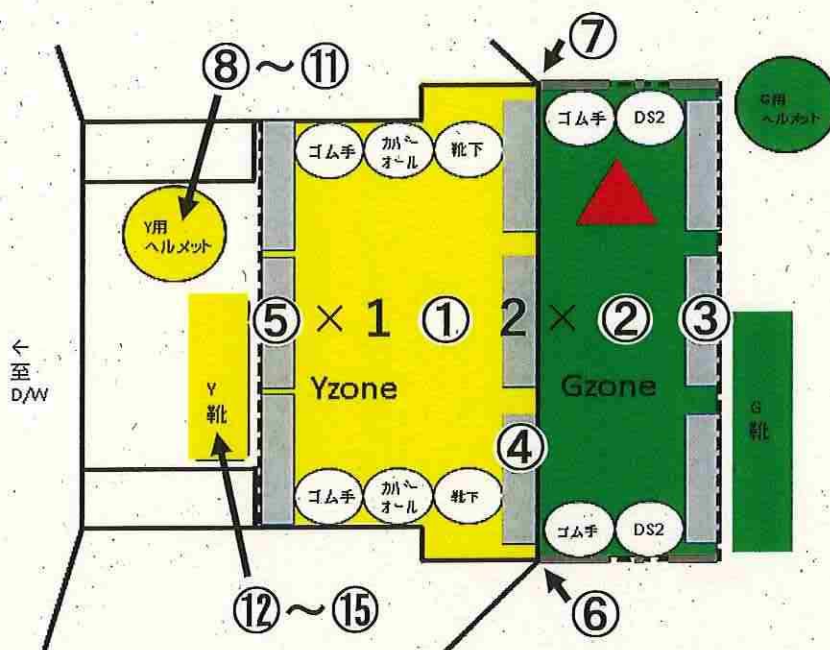 ⑦
⑧～⑪
G用
ヘルメット
ゴム手
カバー
オール
靴下
ゴム手
DS2
Y用
ヘルメット
⑤ × 1 ① 2 × ② ③
←
至
D/W
Y
靴
Yzone
Gzone
G
靴
④
ゴム手
カバー
オール
靴下
ゴム手
DS2
⑫～⑮
⑥